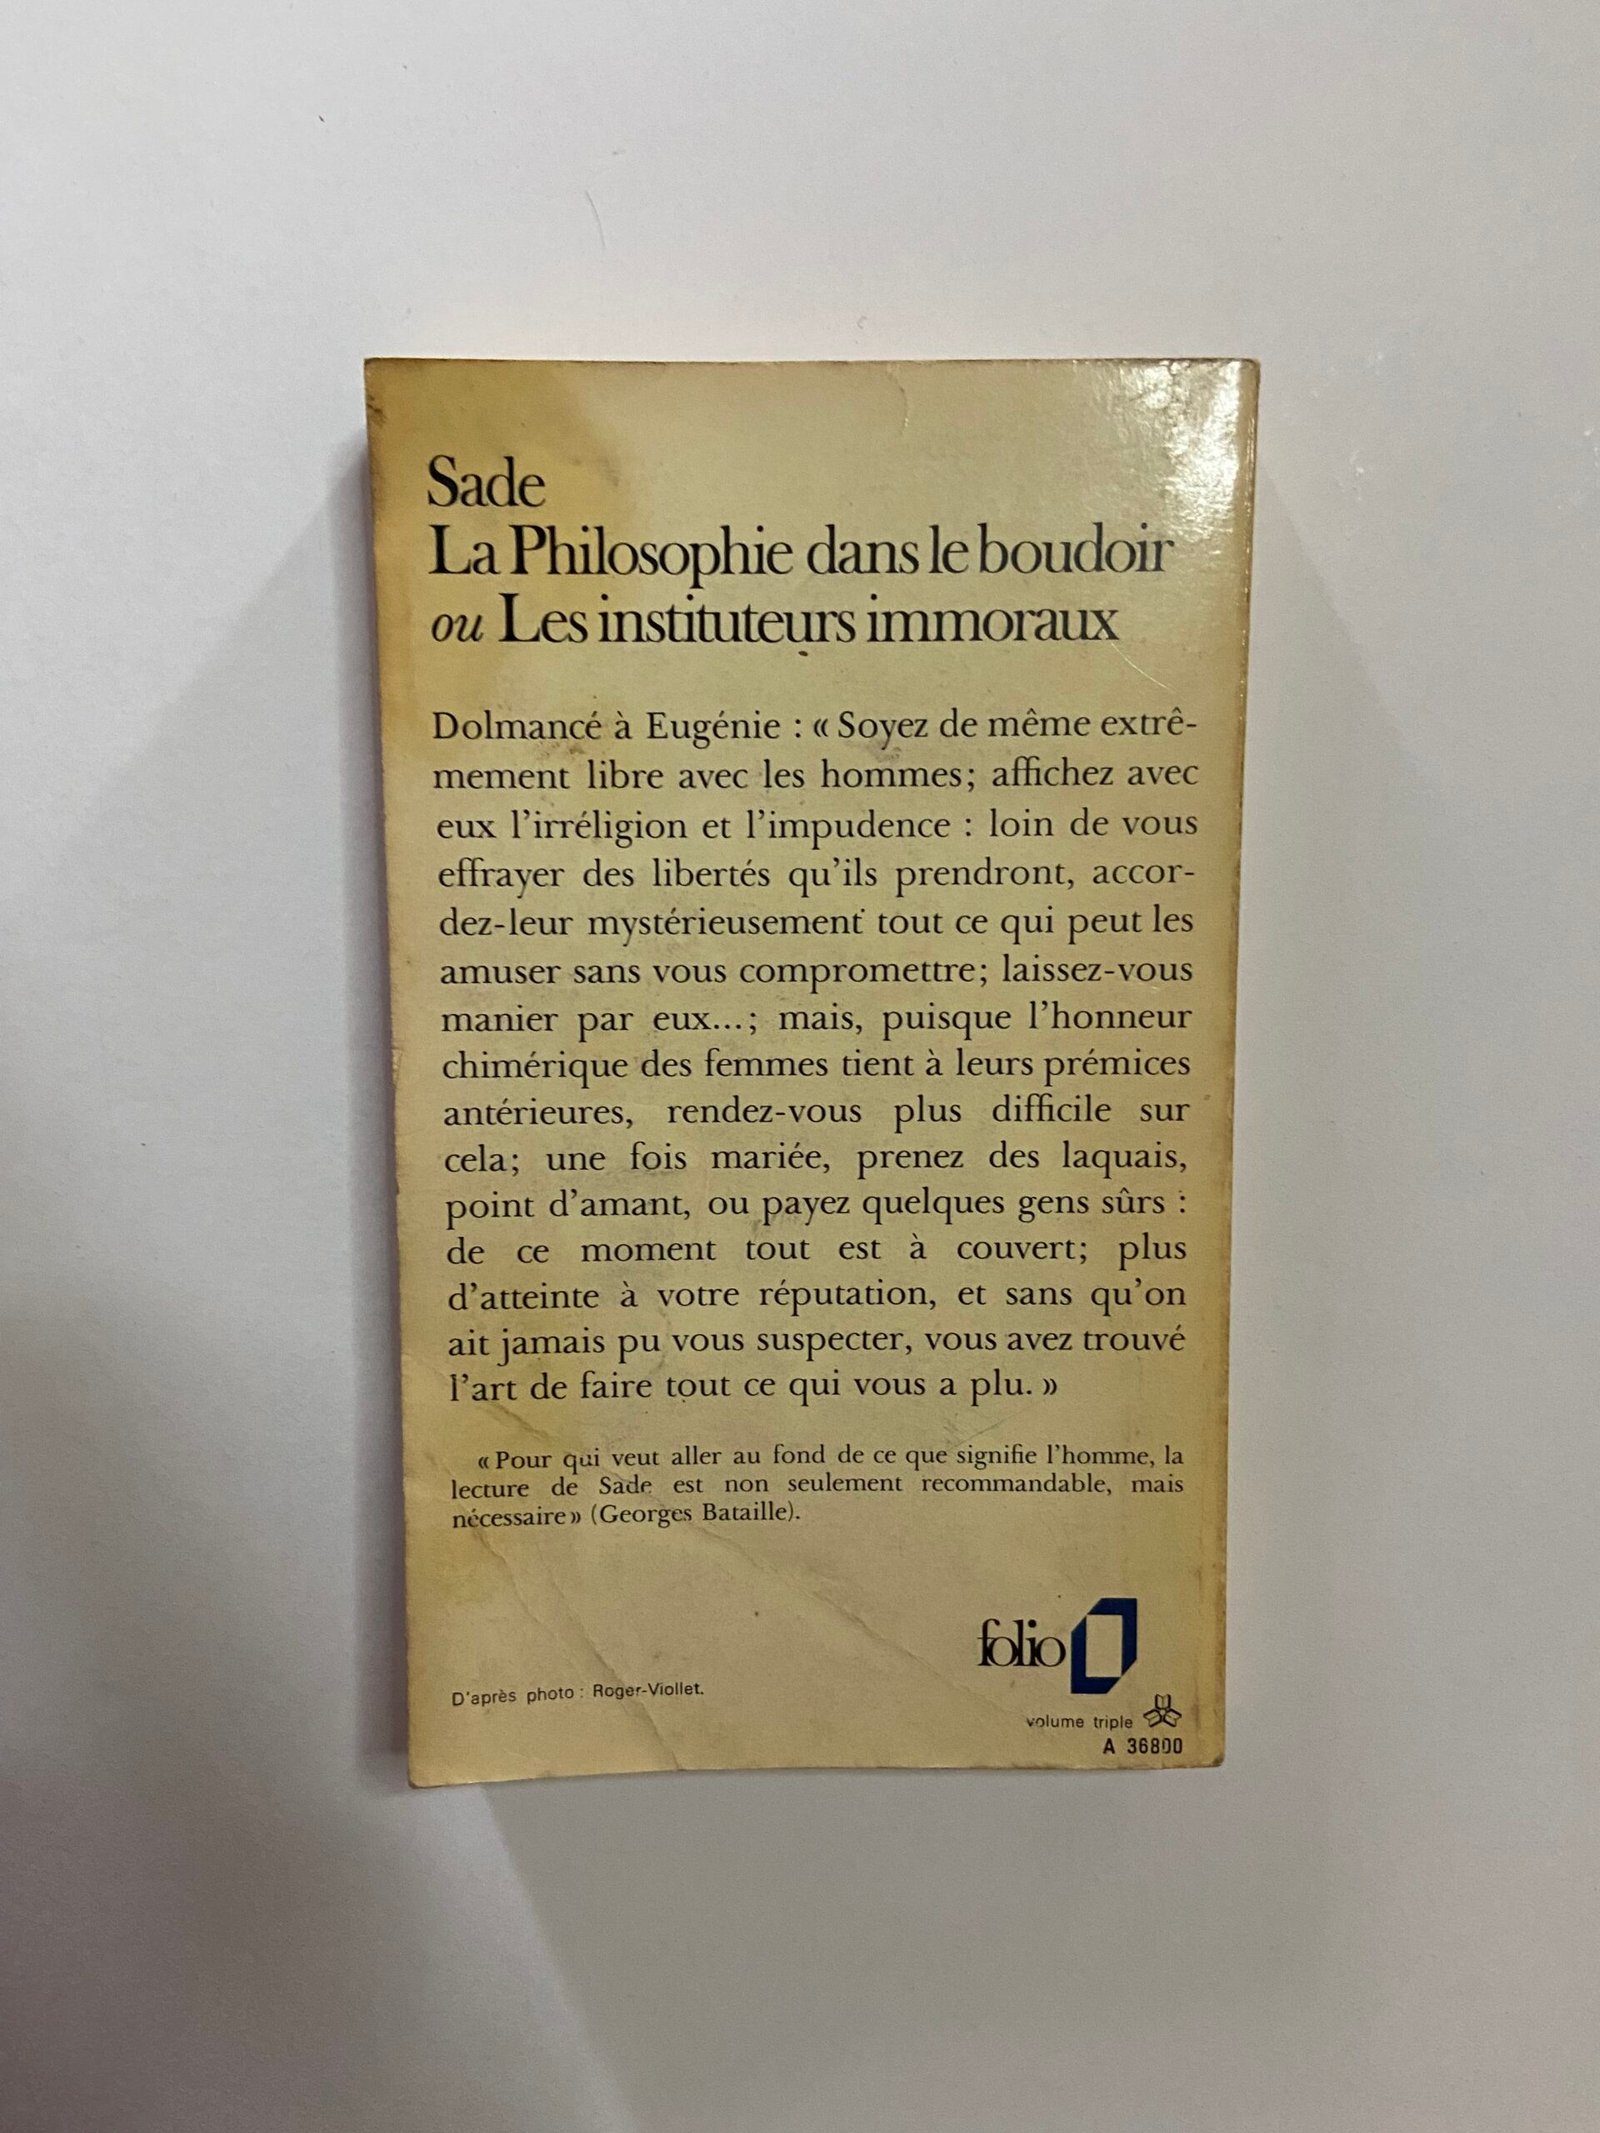 Sade
La Philosophie dans le boudoir
ou Les instituteurs immoraux
Dolmancé à Eugénie : « Soyez de même extrê-
mement libre avec les hommes; affichez avec
eux l'irréligion et l'impudence : loin de vous
effrayer des libertés qu'ils prendront, accor-
dez-leur mystérieusement tout ce qui peut les
amuser sans vous compromettre; laissez-vous
manier par eux...; mais, puisque l'honneur
chimérique des femmes tient à leurs prémices
antérieures, rendez-vous plus difficile sur
cela; une fois mariée, prenez des laquais,
point d'amant, ou payez quelques gens sûrs :
de ce moment tout est à couvert; plus
d'atteinte à votre réputation, et sans qu'on
ait jamais pu vous suspecter, vous avez trouvé
l'art de faire tout ce qui vous a plu. »
« Pour qui veut aller au fond de ce que signifie l'homme, la
lecture de Sade est non seulement recommandable, mais
nécessaire » (Georges Bataille).
folio
D'après photo : Roger-Viollet.
volume triple
A 36800